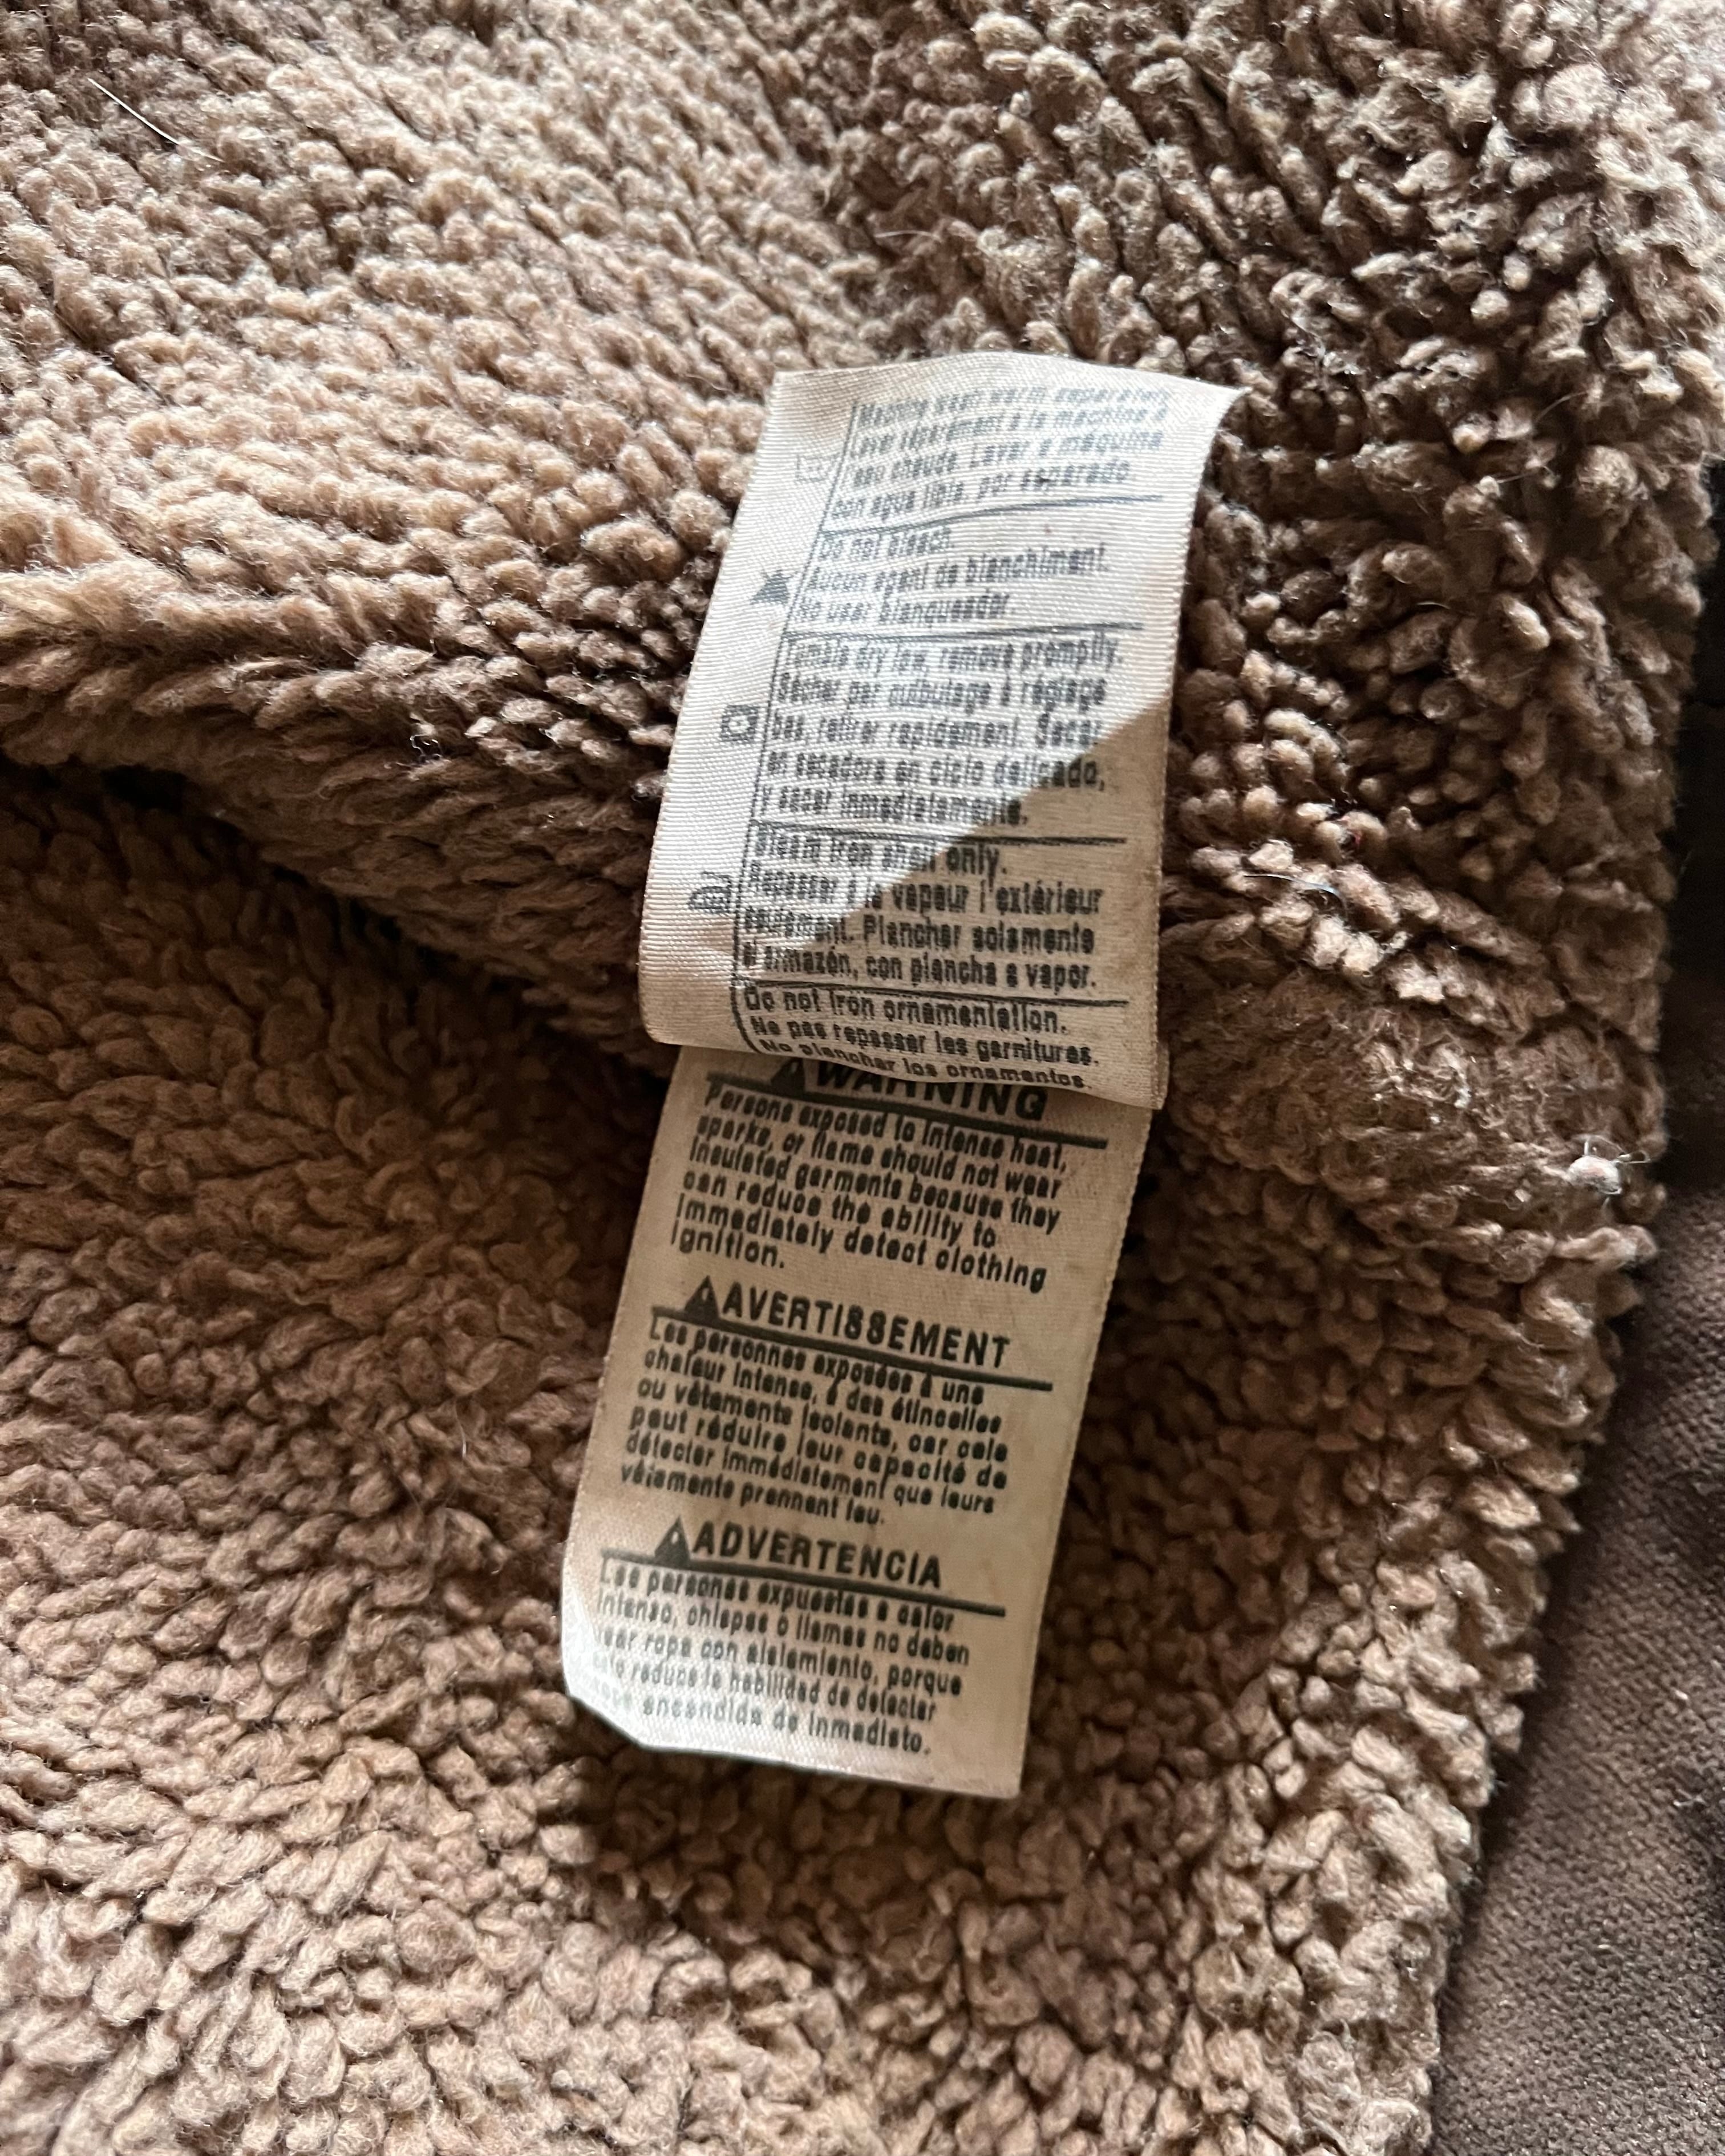 Machine wash warm separately
Laver séparément à la machine à
eau chaude. Lavar a máquina
con agua tibia, por separado
Do not bleach.
Aucun agent de blanchiment.
No usar blanqueador.
Tumble dry low, remove promptly.
Sécher par culbutage à réglage
bas, retirer rapidement. Secar
en secadora en ciclo delicado,
y sacar inmediatamente.
Steam iron shell only.
Repasser à la vapeur l'extérieur
seulement. Planchar solamente
el armazón, con plancha a vapor.
Do not iron ornamentation.
Ne pas repasser les garnitures.
No planchar los ornamentos.
WARNING
Persons exposed to intense heat,
sparks, or flame should not wear
insulated garments because they
can reduce the ability to
immediately detect clothing
ignition.
AVERTISSEMENT
Les personnes exposées à une
chaleur intense, à des étincelles
ou vêtements isolants, car cela
peut réduire leur capacité de
détecter immédiatement que leurs
vêtements prennent feu.
ADVERTENCIA
Las personas expuestas a calor
intenso, chispas o llamas no deben
usar ropa con aislamiento, porque
reduce la habilidad de detectar
encendida de inmediato.